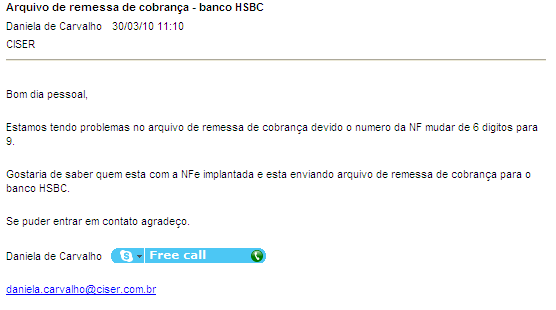 Arquivo de remessa de cobrança - banco HSBC
Daniela de Carvalho 30/03/10 11:10
CISER
Bom dia pessoal,
Estamos tendo problemas no arquivo de remessa de cobrança devido o numero da NF mudar de 6 digitos para
9.
Gostaria de saber quem esta com a NFe implantada e esta enviando arquivo de remessa de cobrança para o
banco HSBC.
Se puder entrar em contato agradeço.
Daniela de Carvalho Free call
daniela.carvalho@ciser.com.br